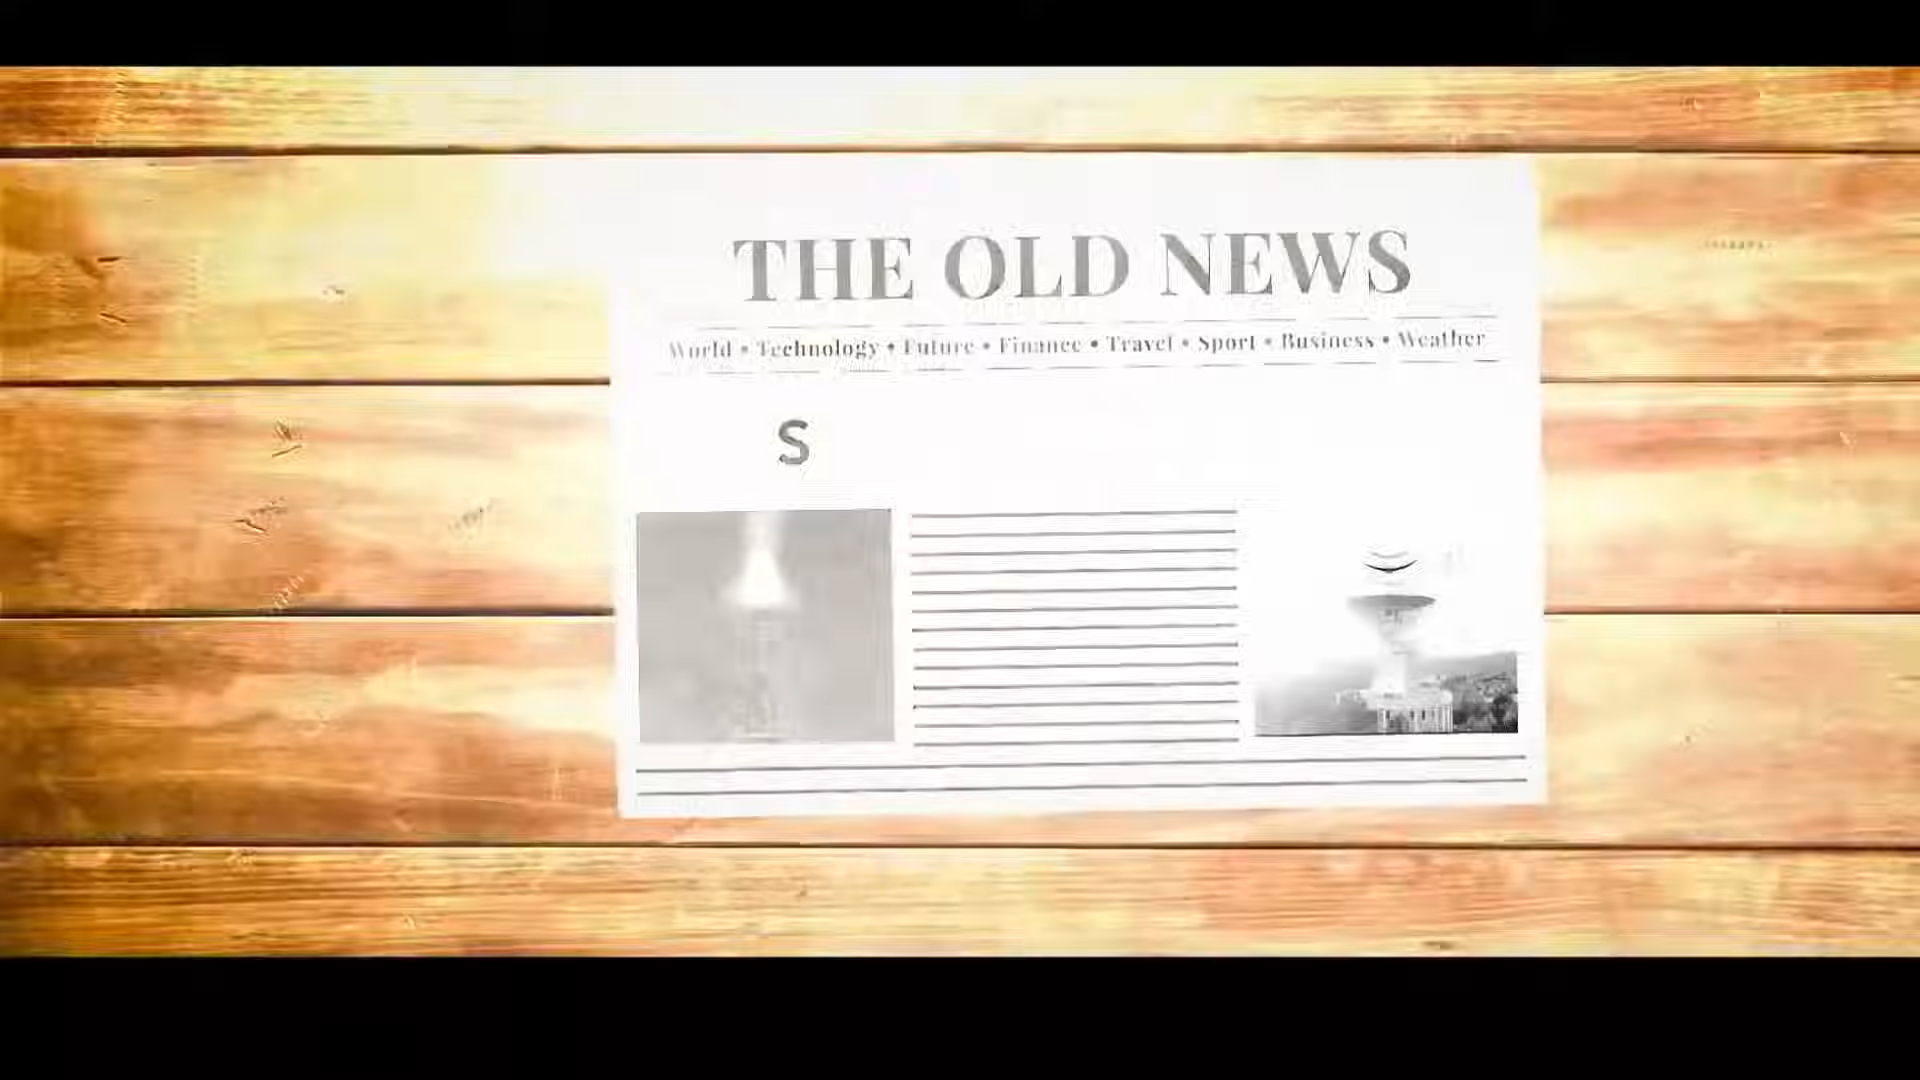 THE OLD NEWS
World • Technology • Future • Finance • Travel • Sport • Business • Weather
S